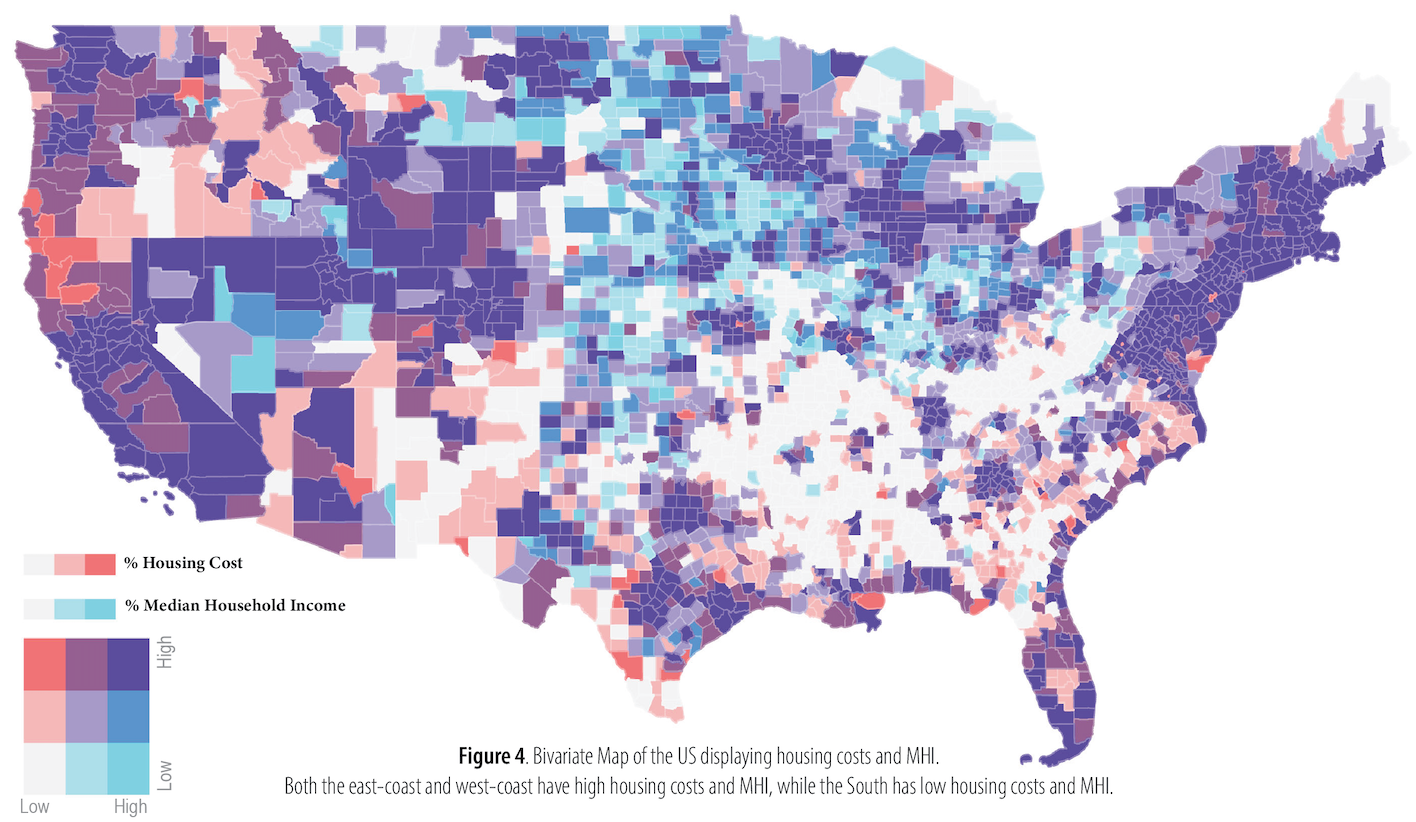 % Housing Cost
% Median Household Income
High
Low
Low
High
Figure 4. Bivariate Map of the US displaying housing costs and MHI.
Both the east-coast and west-coast have high housing costs and MHI, while the South has low housing costs and MHI.